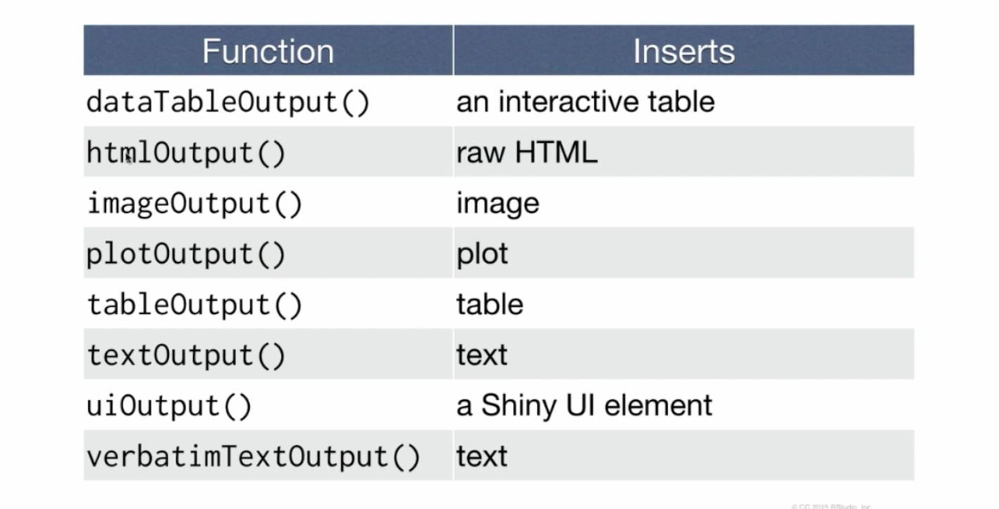 Function Inserts
dataTableOutput() an interactive table
htmlOutput() raw HTML
imageOutput() image
plotOutput() plot
tableOutput() table
textOutput() text
uiOutput() a Shiny UI element
verbatimTextOutput() text
© CC 2015 RStudio, Inc.